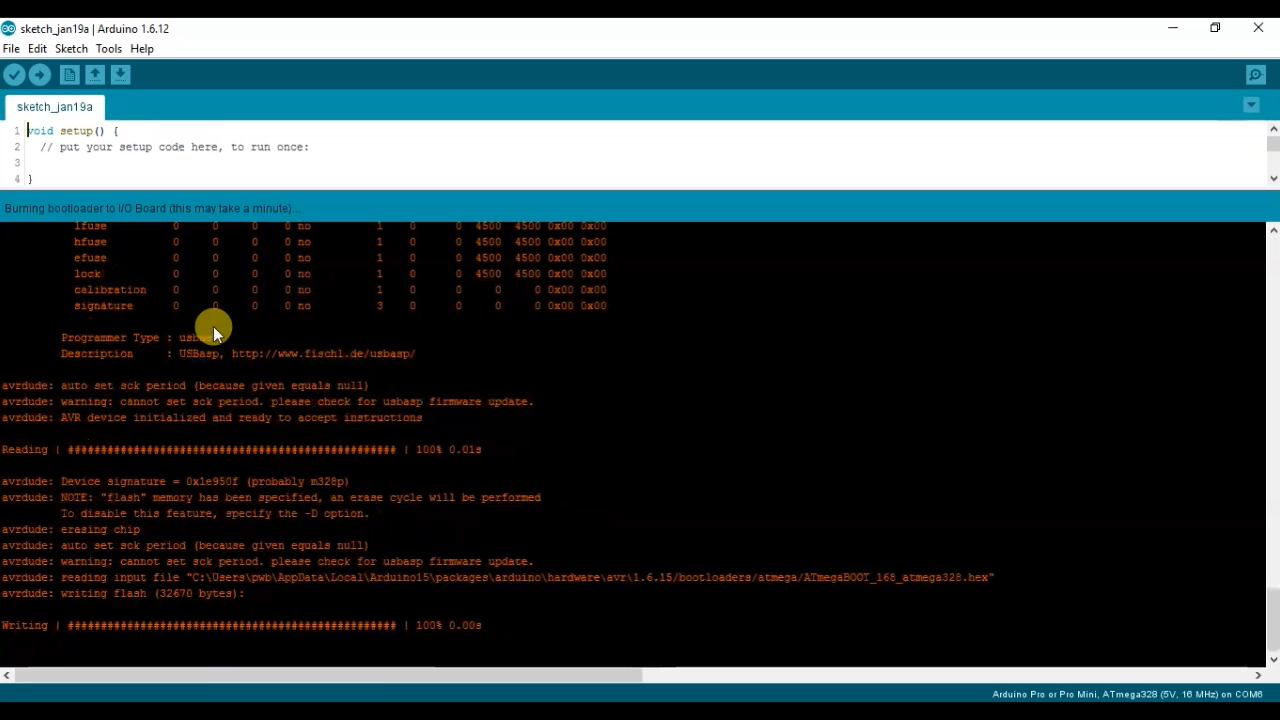 sketch_jan19a | Arduino 1.6.12
File Edit Sketch Tools Help
sketch_jan19a
1 void setup() {
2 // put your setup code here, to run once:
3
4 }
Burning bootloader to I/O Board (this may take a minute)...
lfuse 0 0 0 0 no 1 0 0 4500 4500 0x00 0x00
hfuse 0 0 0 0 no 1 0 0 4500 4500 0x00 0x00
efuse 0 0 0 0 no 1 0 0 4500 4500 0x00 0x00
lock 0 0 0 0 no 1 0 0 4500 4500 0x00 0x00
calibration 0 0 0 0 no 1 0 0 0 0 0x00 0x00
signature 0 0 0 0 no 3 0 0 0 0 0x00 0x00
Programmer Type :
Description : USBasp, http://www.fischl.de/usbasp/
avrdude: auto set sck period (because given equals null)
avrdude: warning: cannot set sck period. please check for usbasp firmware update.
avrdude: AVR device initialized and ready to accept instructions
Reading | ################################################## | 100% 0.01s
avrdude: Device signature = 0x1e950f (probably m328p)
avrdude: NOTE: "flash" memory has been specified, an erase cycle will be performed
To disable this feature, specify the -D option.
avrdude: erasing chip
avrdude: auto set sck period (because given equals null)
avrdude: warning: cannot set sck period. please check for usbasp firmware update.
avrdude: reading input file "C:\Users\pwb\AppData\Local\Arduino15\packages\arduino\hardware\avr\1.6.15/bootloaders/atmega/ATmegaBOOT_168_atmega328.hex"
avrdude: writing flash (32670 bytes):
Writing | ################################################## | 100% 0.00s
Arduino Pro or Pro Mini, ATmega328 (5V, 16 MHz) on COM6